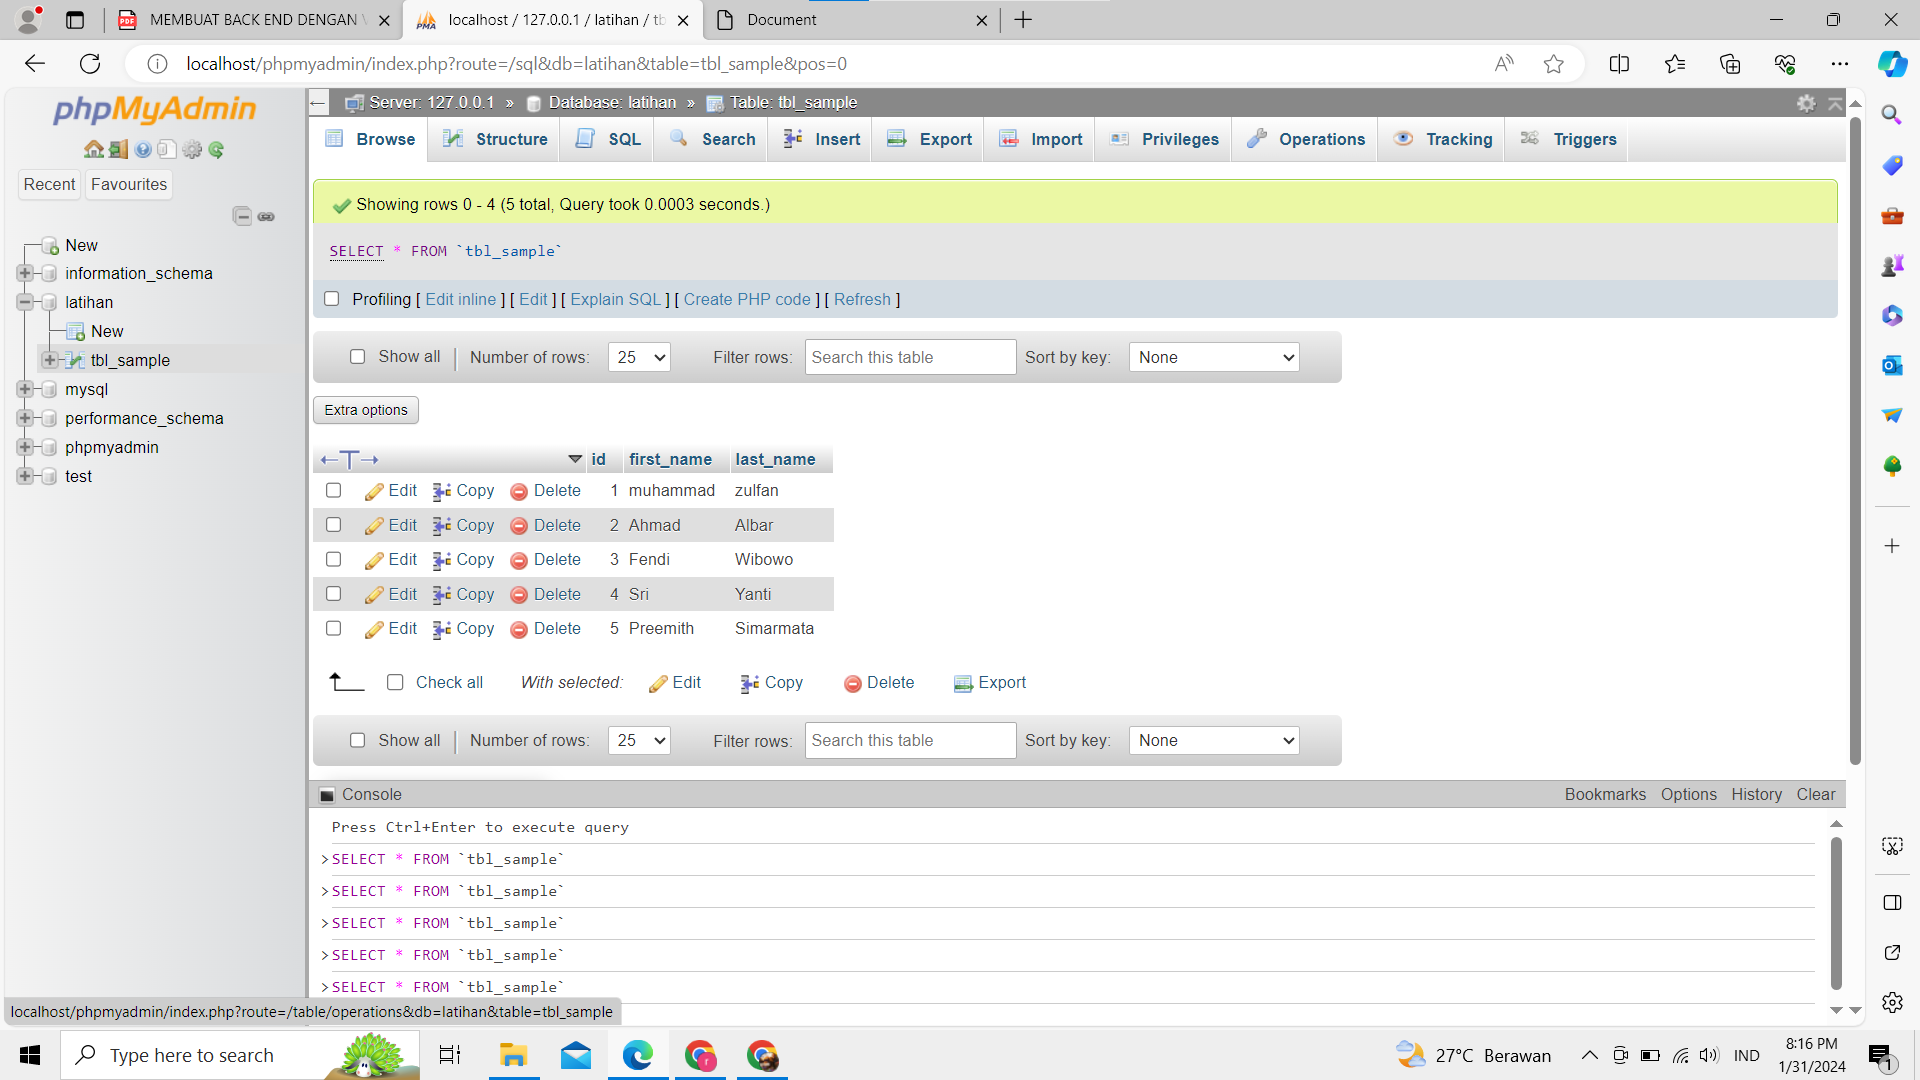 MEMBUAT BACK END DENGAN
localhost / 127.0.0.1 / latihan / tb
Document
localhost/phpmyadmin/index.php?route=/sql&db=latihan&table=tbl_sample&pos=0
phpMyAdmin
Recent Favourites
New
information_schema
latihan
New
tbl_sample
mysql
performance_schema
phpmyadmin
test
Server: 127.0.0.1 » Database: latihan » Table: tbl_sample
Browse Structure SQL Search Insert Export Import Privileges Operations Tracking Triggers
Showing rows 0 - 4 (5 total, Query took 0.0003 seconds.)
SELECT * FROM `tbl_sample`
Profiling [ Edit inline ] [ Edit ] [ Explain SQL ] [ Create PHP code ] [ Refresh ]
Show all | Number of rows: 25 Filter rows: Search this table Sort by key: None
Extra options
←T→ id first_name last_name
Edit Copy Delete 1 muhammad zulfan
Edit Copy Delete 2 Ahmad Albar
Edit Copy Delete 3 Fendi Wibowo
Edit Copy Delete 4 Sri Yanti
Edit Copy Delete 5 Preemith Simarmata
Check all With selected: Edit Copy Delete Export
Show all | Number of rows: 25 Filter rows: Search this table Sort by key: None
Console Bookmarks Options History Clear
Press Ctrl+Enter to execute query
>SELECT * FROM `tbl_sample`
>SELECT * FROM `tbl_sample`
>SELECT * FROM `tbl_sample`
>SELECT * FROM `tbl_sample`
>SELECT * FROM `tbl_sample`
localhost/phpmyadmin/index.php?route=/table/operations&db=latihan&table=tbl_sample
Type here to search
27°C Berawan
IND
8:16 PM
1/31/2024
1